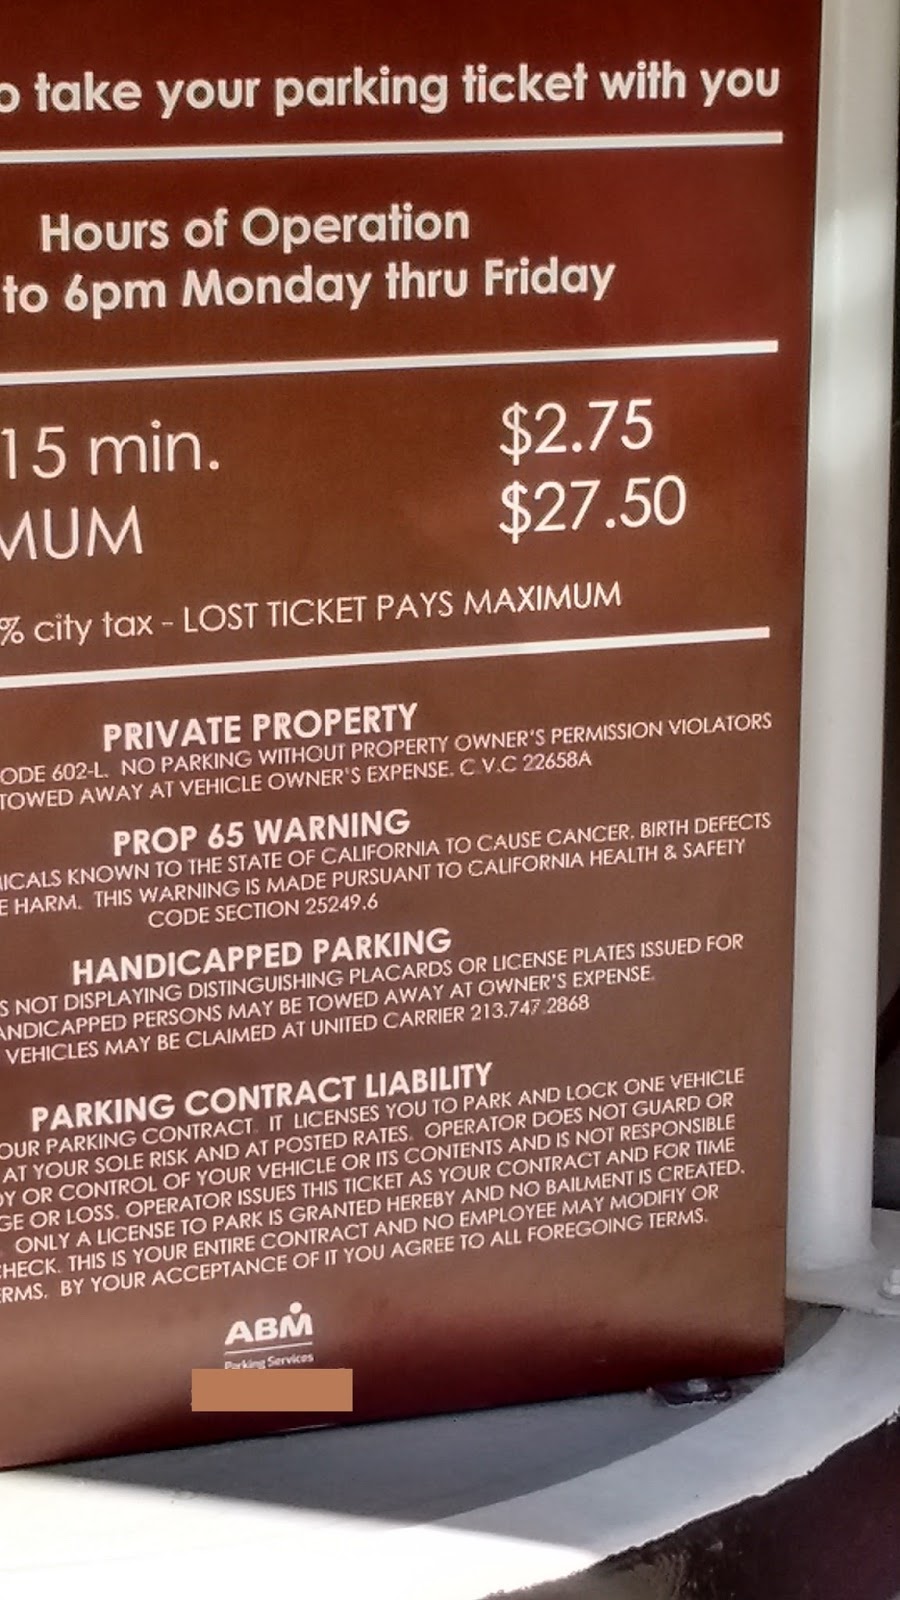 o take your parking ticket with you
Hours of Operation
to 6pm Monday thru Friday
15 min. $2.75
MUM $27.50
% city tax - LOST TICKET PAYS MAXIMUM
PRIVATE PROPERTY
ODE 602-L. NO PARKING WITHOUT PROPERTY OWNER'S PERMISSION VIOLATORS
TOWED AWAY AT VEHICLE OWNER'S EXPENSE. C.V.C 22658A
PROP 65 WARNING
ICALS KNOWN TO THE STATE OF CALIFORNIA TO CAUSE CANCER. BIRTH DEFECTS
E HARM. THIS WARNING IS MADE PURSUANT TO CALIFORNIA HEALTH & SAFETY
CODE SECTION 25249.6
HANDICAPPED PARKING
S NOT DISPLAYING DISTINGUISHING PLACARDS OR LICENSE PLATES ISSUED FOR
ANDICAPPED PERSONS MAY BE TOWED AWAY AT OWNER'S EXPENSE.
VEHICLES MAY BE CLAIMED AT UNITED CARRIER 213.747.2868
PARKING CONTRACT LIABILITY
OUR PARKING CONTRACT. IT LICENSES YOU TO PARK AND LOCK ONE VEHICLE
AT YOUR SOLE RISK AND AT POSTED RATES. OPERATOR DOES NOT GUARD OR
DY OR CONTROL OF YOUR VEHICLE OR ITS CONTENTS AND IS NOT RESPONSIBLE
GE OR LOSS. OPERATOR ISSUES THIS TICKET AS YOUR CONTRACT AND FOR TIME
ONLY A LICENSE TO PARK IS GRANTED HEREBY AND NO BAILMENT IS CREATED.
HECK. THIS IS YOUR ENTIRE CONTRACT AND NO EMPLOYEE MAY MODIFIY OR
ERMS. BY YOUR ACCEPTANCE OF IT YOU AGREE TO ALL FOREGOING TERMS.
ABM
Parking Services